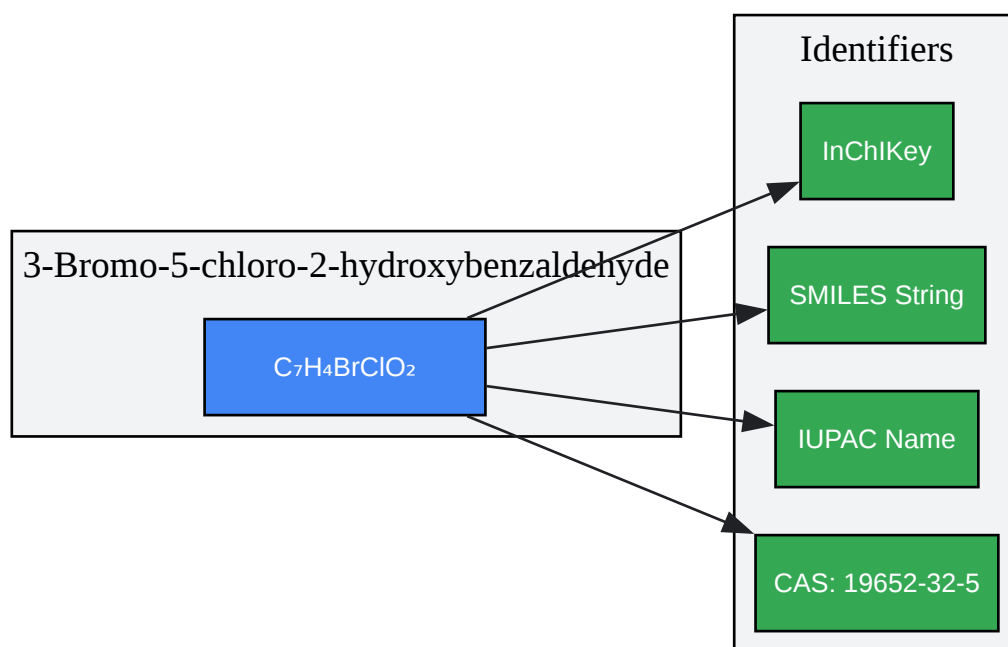 Identifiers
InChIKey
3-Bromo-5-chloro-2-hydroxybenzaldehyde
SMILES String
C₇H₄BrClO₂
IUPAC Name
CAS: 19652-32-5